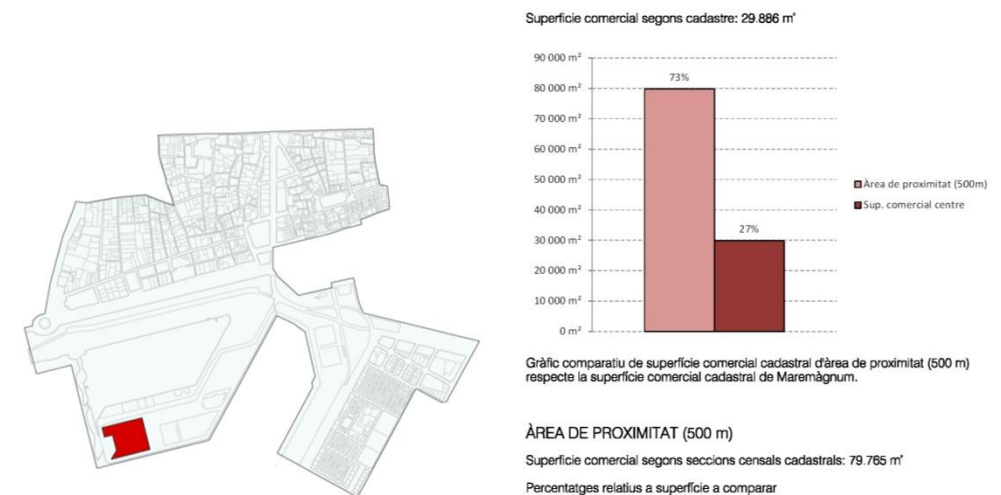 Superficie comercial segons cadastre: 29.886 m²
90 000 m²
80 000 m²
70 000 m²
60 000 m²
50 000 m²
40 000 m²
30 000 m²
20 000 m²
10 000 m²
0 m²
73%
27%
Àrea de proximitat (500m)
Sup. comercial centre
Gràfic comparatiu de superfície comercial cadastral d'àrea de proximitat (500 m)
respecte la superfície comercial cadastral de Maremàgnum.
ÀREA DE PROXIMITAT (500 m)
Superficie comercial segons seccions censals cadastrals: 79.765 m²
Percentatges relatius a superfície a comparar